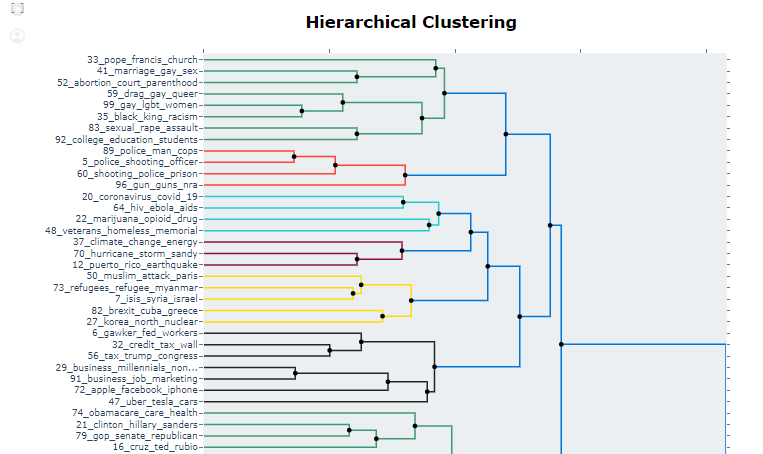 Hierarchical Clustering
33_pope_francis_church
41_marriage_gay_sex
52_abortion_court_parenthood
59_drag_gay_queer
99_gay_lgbt_women
35_black_king_racism
83_sexual_rape_assault
92_college_education_students
89_police_man_cops
5_police_shooting_officer
60_shooting_police_prison
96_gun_guns_nra
20_coronavirus_covid_19
64_hiv_ebola_aids
22_marijuana_opioid_drug
48_veterans_homeless_memorial
37_climate_change_energy
70_hurricane_storm_sandy
12_puerto_rico_earthquake
50_muslim_attack_paris
73_refugees_refugee_myanmar
7_isis_syria_israel
82_brexit_cuba_greece
27_korea_north_nuclear
6_gawker_fed_workers
32_credit_tax_wall
56_tax_trump_congress
29_business_millennials_non...
91_business_job_marketing
72_apple_facebook_iphone
47_uber_tesla_cars
74_obamacare_care_health
21_clinton_hillary_sanders
79_gop_senate_republican
16_cruz_ted_rubio